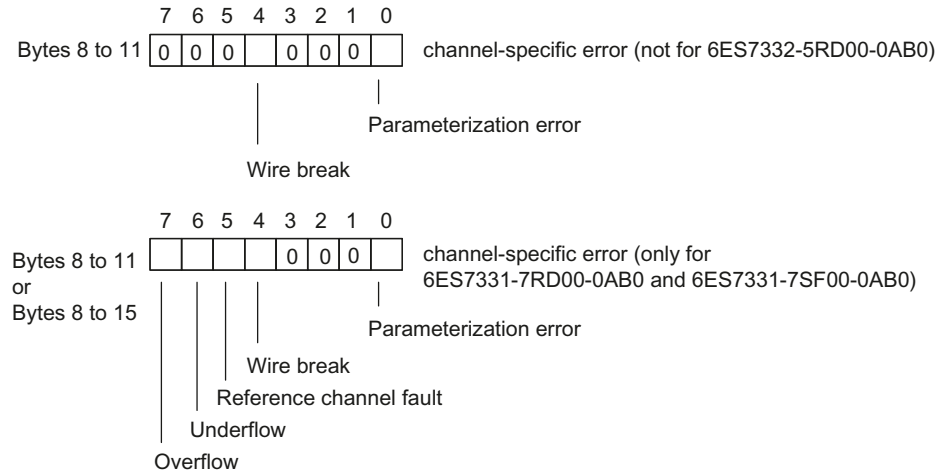 7 6 5 4 3 2 1 0
Bytes 8 to 11 0 0 0 0 0 0 channel-specific error (not for 6ES7332-5RD00-0AB0)
Parameterization error
Wire break
7 6 5 4 3 2 1 0
Bytes 8 to 11
or
Bytes 8 to 15
0 0 0
channel-specific error (only for
6ES7331-7RD00-0AB0 and 6ES7331-7SF00-0AB0)
Parameterization error
Wire break
Reference channel fault
Underflow
Overflow